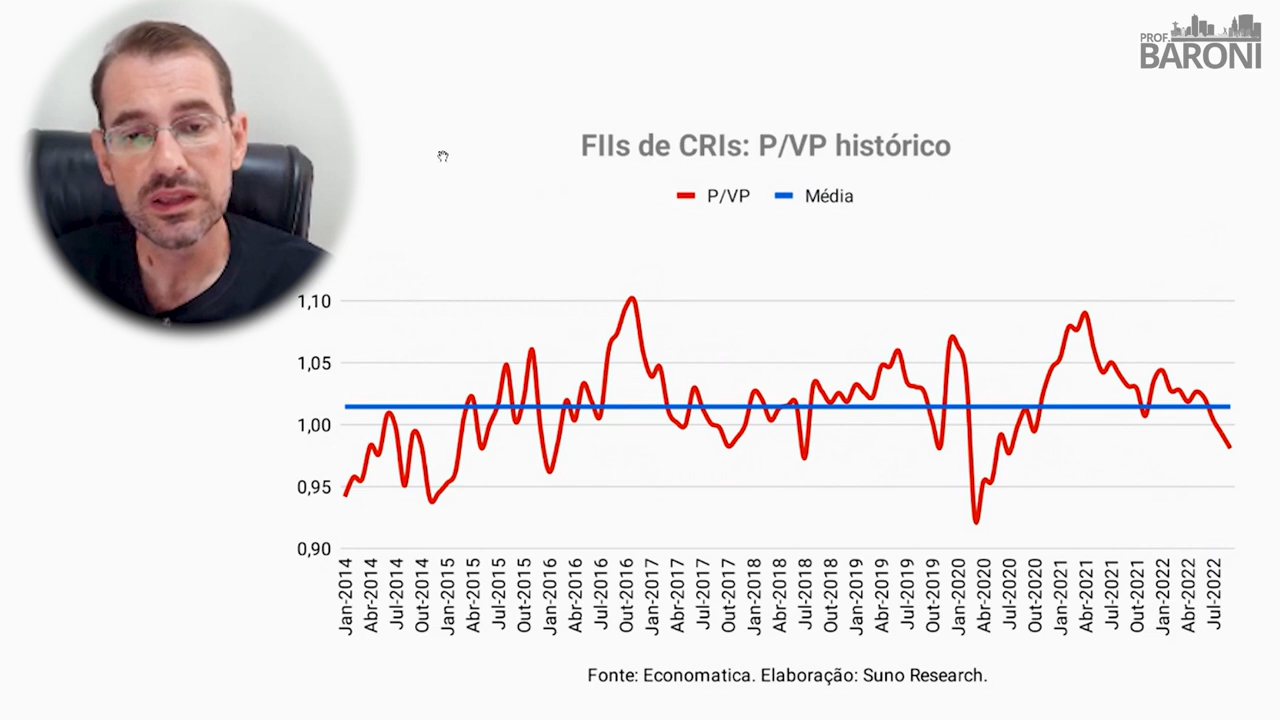 PROF.
BARONI
FIIs de CRIs: P/VP histórico
P/VP
Média
1,10
1,05
1,00
0,95
0,90
Jan-2014
Abr-2014
Jul-2014
Out-2014
Jan-2015
Abr-2015
Jul-2015
Out-2015
Jan-2016
Abr-2016
Jul-2016
Out-2016
Jan-2017
Abr-2017
Jul-2017
Out-2017
Jan-2018
Abr-2018
Jul-2018
Out-2018
Jan-2019
Abr-2019
Jul-2019
Out-2019
Jan-2020
Abr-2020
Jul-2020
Out-2020
Jan-2021
Abr-2021
Jul-2021
Out-2021
Jan-2022
Abr-2022
Jul-2022
Fonte: Economatica. Elaboração: Suno Research.